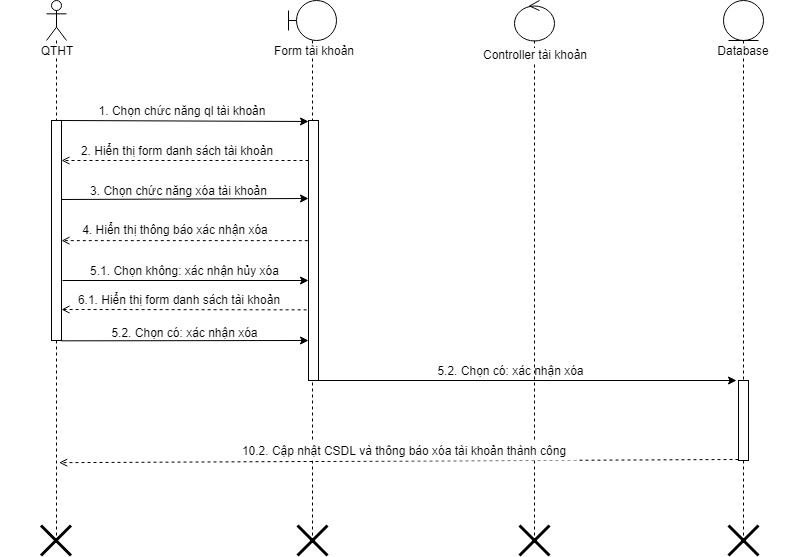 QTHT
Form tài khoản
Controller tài khoản
Database
1. Chọn chức năng ql tài khoản
2. Hiển thị form danh sách tài khoản
3. Chọn chức năng xóa tài khoản
4. Hiển thị thông báo xác nhận xóa
5.1. Chọn không: xác nhận hủy xóa
6.1. Hiển thị form danh sách tài khoản
5.2. Chọn có: xác nhận xóa
5.2. Chọn có: xác nhận xóa
10.2. Cập nhật CSDL và thông báo xóa tài khoản thành công